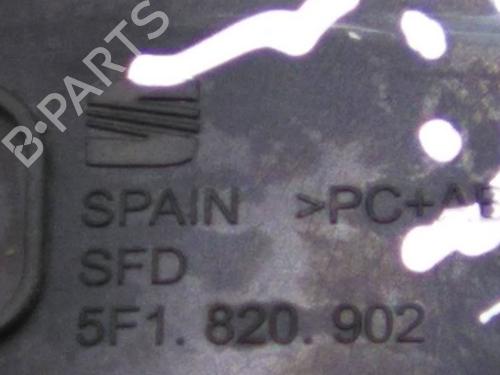 B-PARTS
SPAIN >PC+A
SFD
5F1. 820. 902